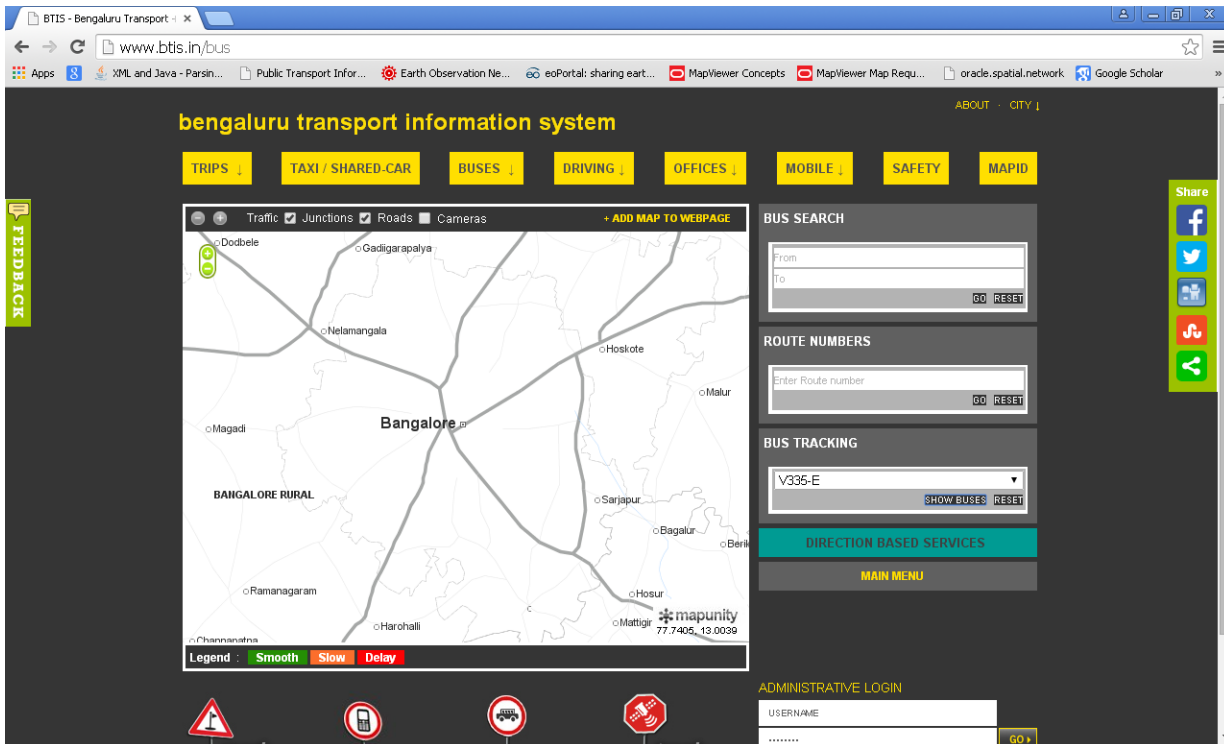 BTIS - Bengaluru Transport
www.btis.in/bus
Apps XML and Java - Parsin... Public Transport Infor... Earth Observation Ne... eoPortal: sharing eart... MapViewer Concepts MapViewer Map Requ... oracle.spatial.network Google Scholar »
ABOUT · CITY ↓
bengaluru transport information system
TRIPS ↓ TAXI / SHARED-CAR BUSES ↓ DRIVING ↓ OFFICES ↓ MOBILE ↓ SAFETY MAPID
Share
FEEDBACK
Traffic Junctions Roads Cameras + ADD MAP TO WEBPAGE
Dodbele
Gadigarapalya
Nelamangala
Hoskote
Malur
Bangalore
Magadi
BANGALORE RURAL
Sarjapur
Bagalur
Berik
Ramanagaram
Hosur
Mattigir
Harohalli
Channapatna
mapunity
77.7405, 13.0039
Legend : Smooth Slow Delay
BUS SEARCH
From
To
GO RESET
ROUTE NUMBERS
Enter Route number
GO RESET
BUS TRACKING
V335-E
SHOW BUSES RESET
DIRECTION BASED SERVICES
MAIN MENU
ADMINISTRATIVE LOGIN
USERNAME
........
GO